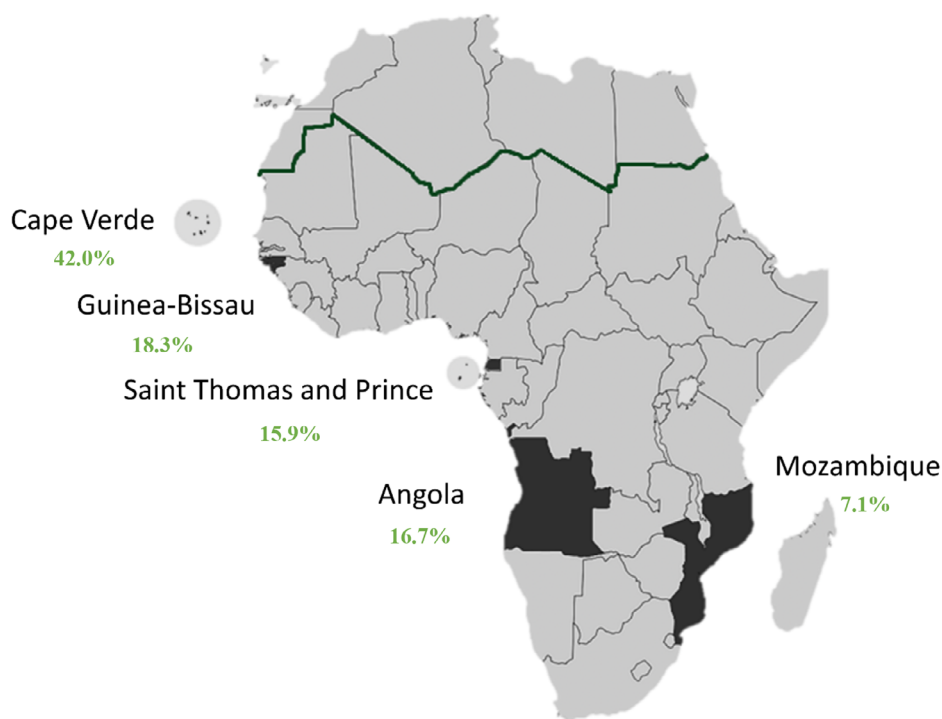 Cape Verde
42.0%
Guinea-Bissau
18.3%
Saint Thomas and Prince
15.9%
Angola
16.7%
Mozambique
7.1%